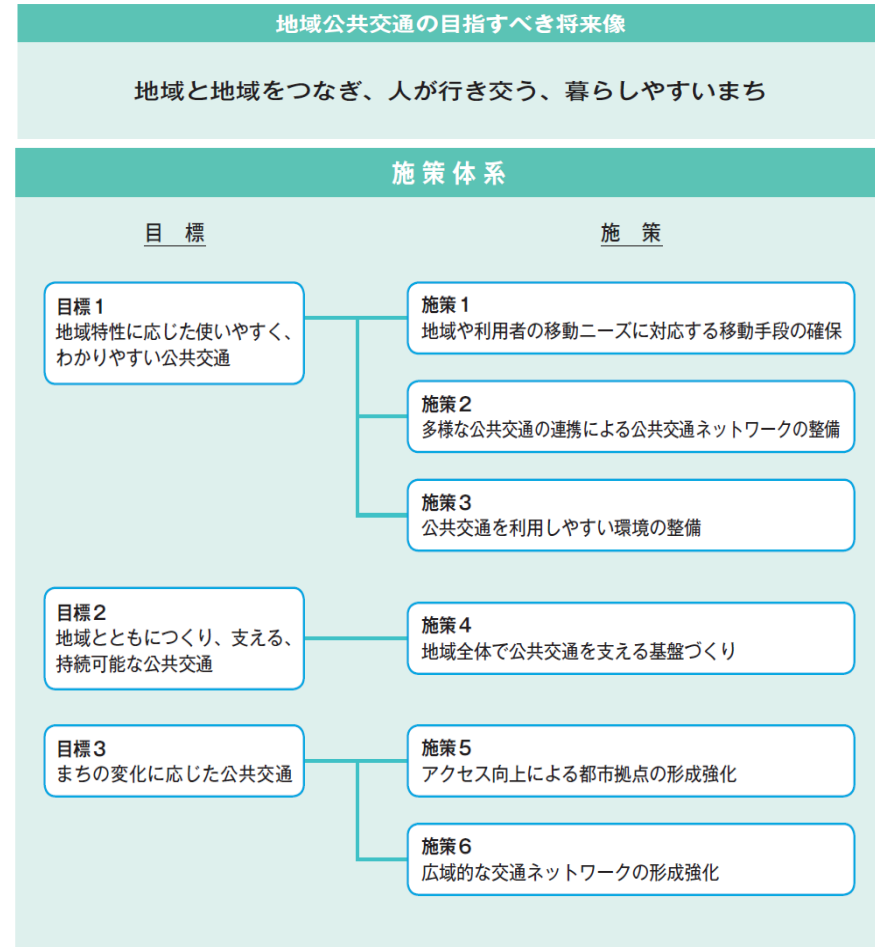 地域公共交通の目指すべき将来像
地域と地域をつなぎ、人が行き交う、暮らしやすいまち
施策体系
目 標
施 策
目標1
地域特性に応じた使いやすく、
わかりやすい公共交通
施策1
地域や利用者の移動ニーズに対応する移動手段の確保
施策2
多様な公共交通の連携による公共交通ネットワークの整備
施策3
公共交通を利用しやすい環境の整備
目標2
地域とともにつくり、支える、
持続可能な公共交通
施策4
地域全体で公共交通を支える基盤づくり
目標3
まちの変化に応じた公共交通
施策5
アクセス向上による都市拠点の形成強化
施策6
広域的な交通ネットワークの形成強化